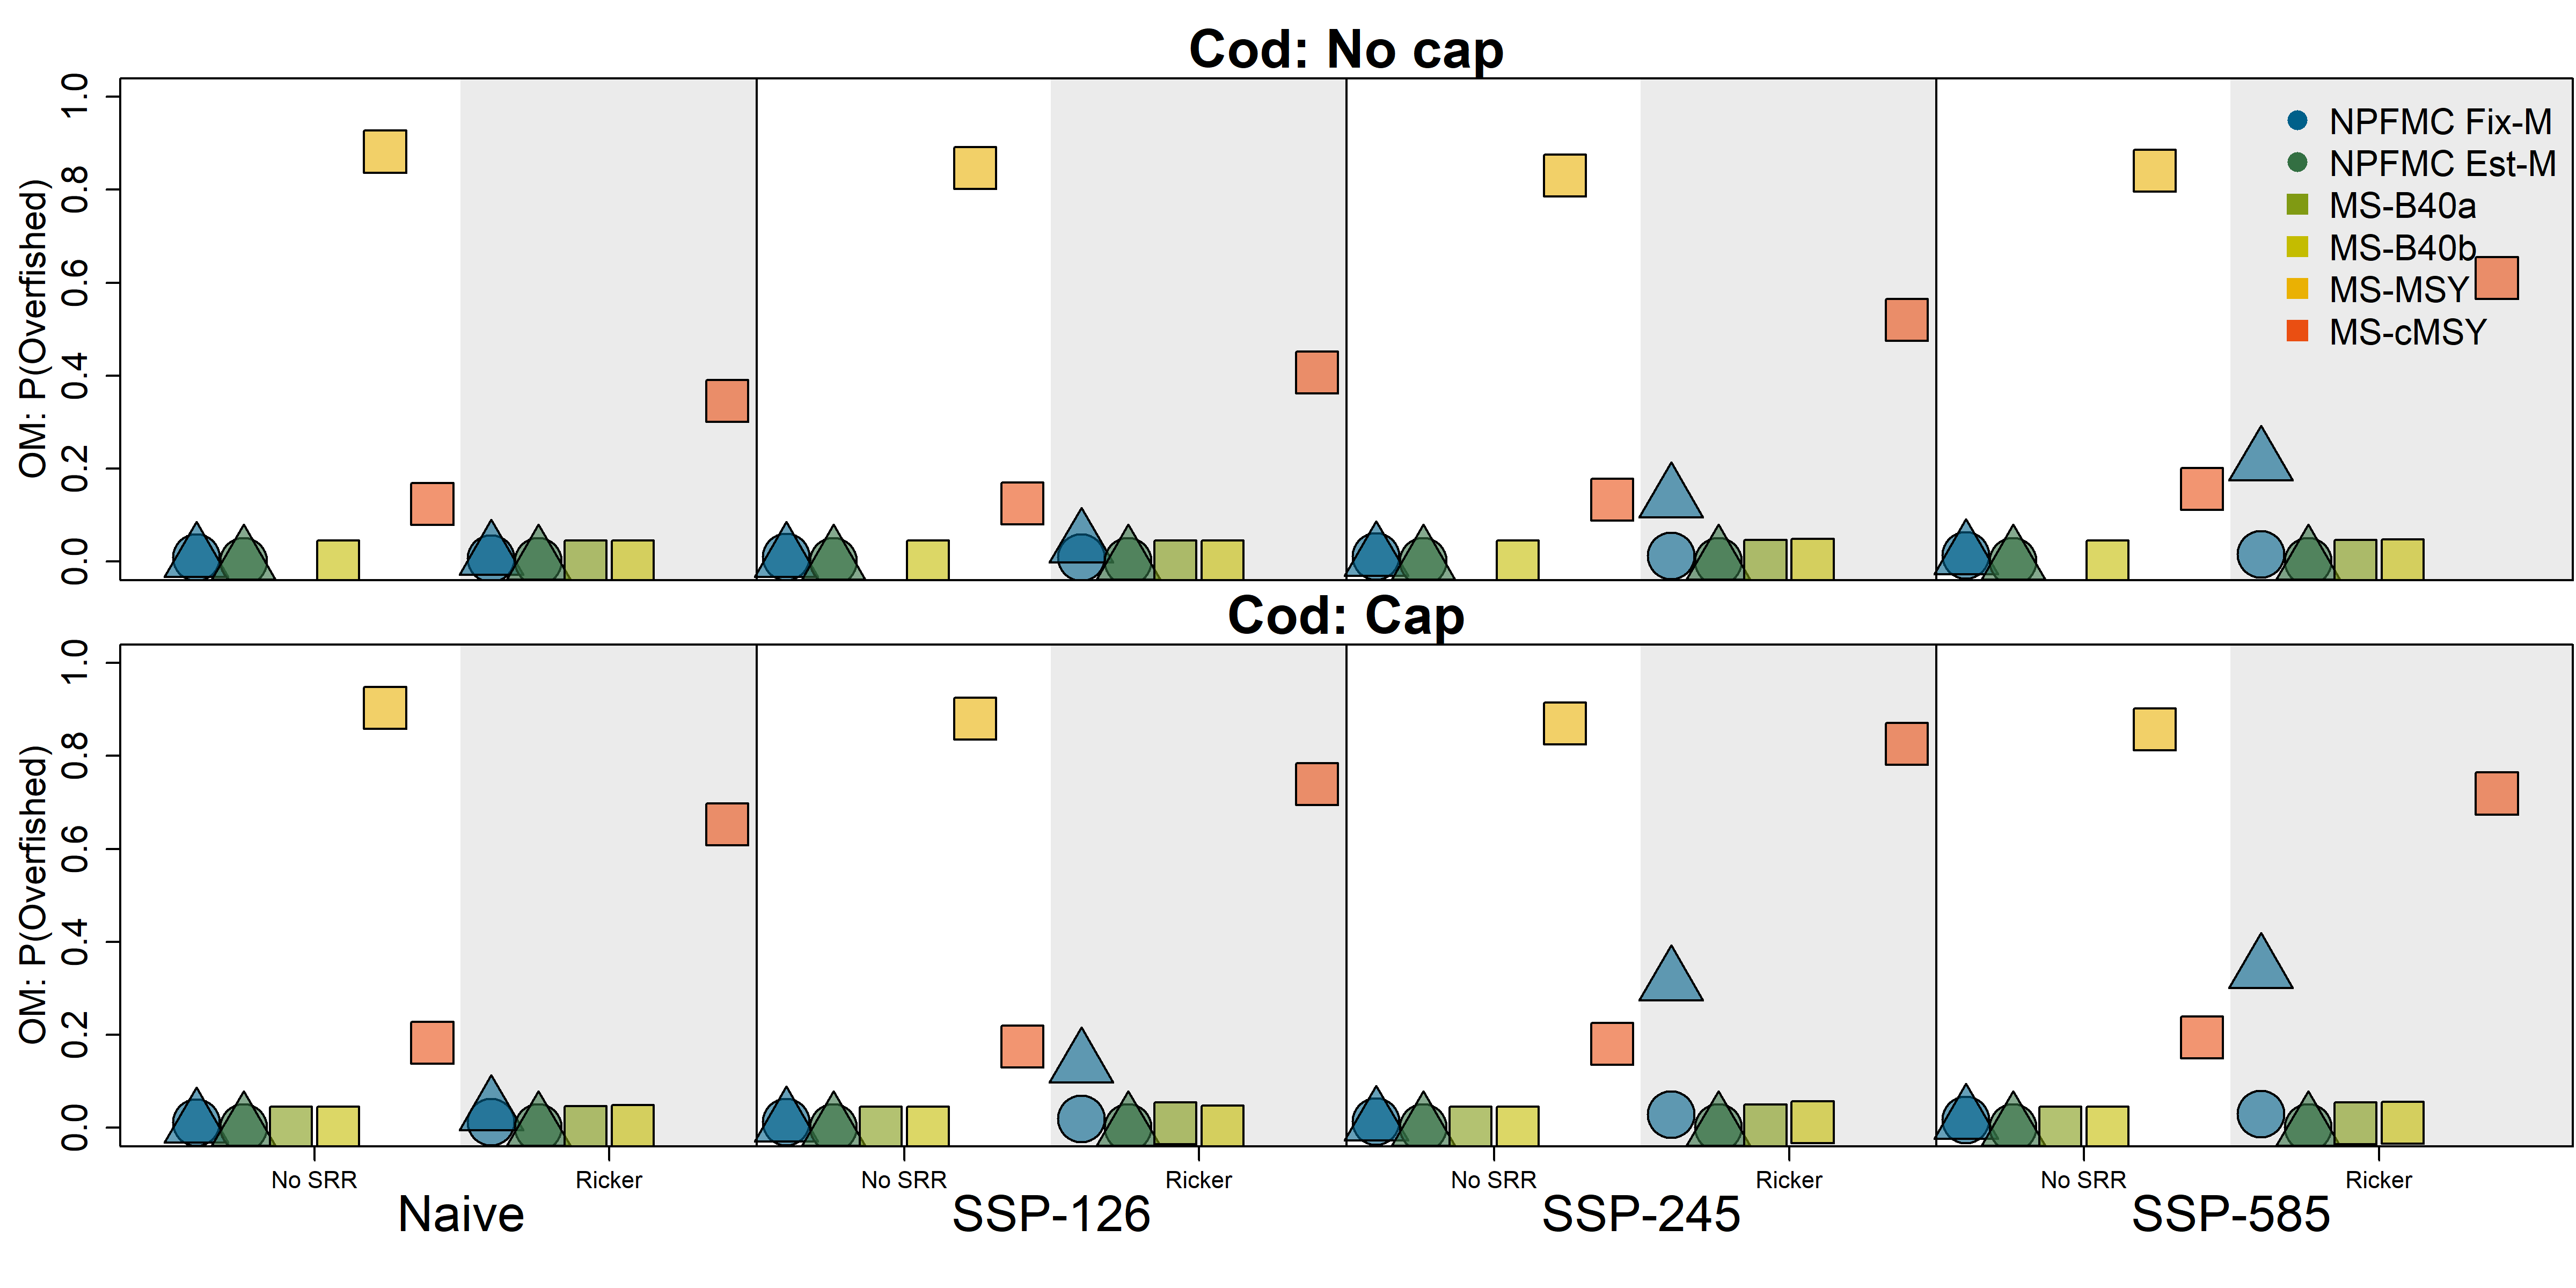 Cod: No cap
OM: P(Overfished)
1.0
0.8
0.6
0.4
0.2
0.0
NPFMC Fix-M
NPFMC Est-M
MS-B40a
MS-B40b
MS-MSY
MS-cMSY
Cod: Cap
OM: P(Overfished)
1.0
0.8
0.6
0.4
0.2
0.0
No SRR Ricker No SRR Ricker No SRR Ricker No SRR Ricker
Naive SSP-126 SSP-245 SSP-585